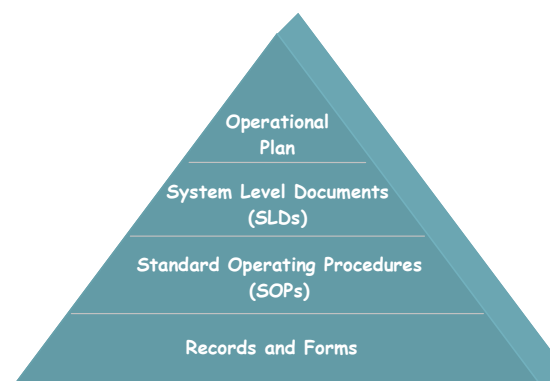 Operational
Plan
System Level Documents
(SLDs)
Standard Operating Procedures
(SOPs)
Records and Forms